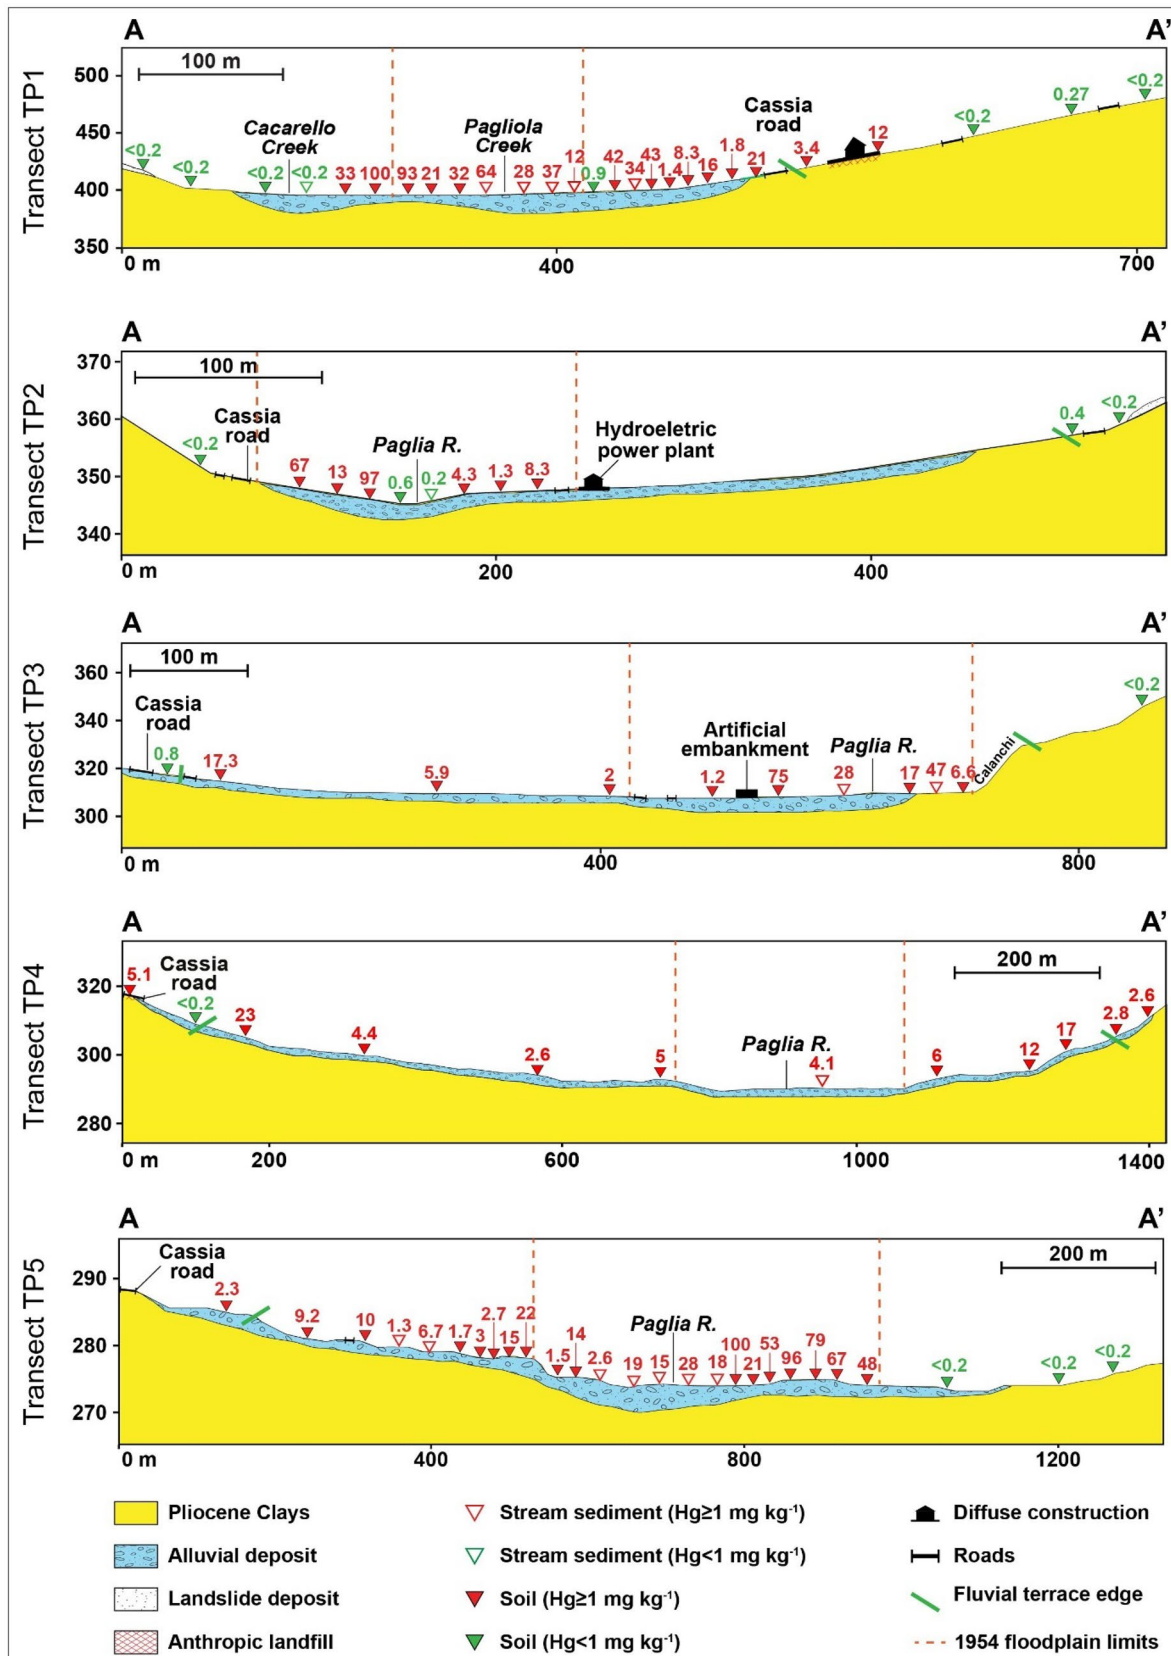 Transect TP1
A
A'
100 m
500
450
400
350
0 m
400
700
Cacarello
Creek
Pagliola
Creek
Cassia
road
<0.2
<0.2
<0.2
<0.2
33
100
93
21
32
64
28
37
12
0.9
42
34
43
1.4
8.3
16
1.8
21
3.4
12
<0.2
0.27
<0.2
Transect TP2
A
A'
100 m
370
360
350
340
0 m
200
400
Cassia
road
Paglia R.
Hydroeletric
power plant
<0.2
67
13
97
0.6
0.2
4.3
1.3
8.3
0.4
<0.2
Transect TP3
A
A'
100 m
360
340
320
300
0 m
400
800
Cassia
road
Artificial
embankment
Paglia R.
Calanchi
0.8
17.3
5.9
2
1.2
75
28
17
47
6.6
<0.2
Transect TP4
A
A'
200 m
320
300
280
0 m
200
600
1000
1400
Cassia
road
Paglia R.
5.1
<0.2
23
4.4
2.6
5
4.1
6
12
17
2.8
2.6
Transect TP5
A
A'
200 m
290
280
270
0 m
400
800
1200
Cassia
road
Paglia R.
2.3
9.2
10
1.3
6.7
1.7
3
2.7
15
22
1.5
14
2.6
19
15
28
18
100
21
53
96
79
67
48
<0.2
<0.2
<0.2
Pliocene Clays
Alluvial deposit
Landslide deposit
Anthropic landfill
Stream sediment (Hg≥1 mg kg⁻¹)
Stream sediment (Hg<1 mg kg⁻¹)
Soil (Hg≥1 mg kg⁻¹)
Soil (Hg<1 mg kg⁻¹)
Diffuse construction
Roads
Fluvial terrace edge
1954 floodplain limits